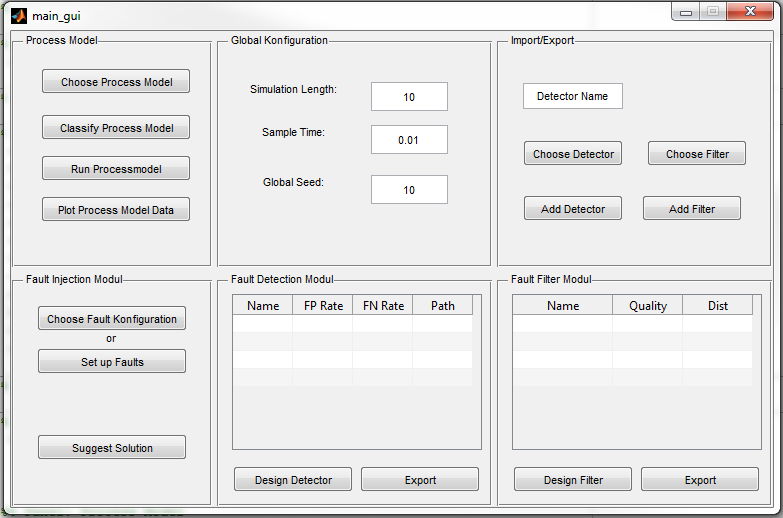 main_gui
Process Model
Choose Process Model
Classify Process Model
Run Processmodel
Plot Process Model Data
Global Konfiguration
Simulation Length:
10
Sample Time:
0.01
Global Seed:
10
Import/Export
Detector Name
Choose Detector
Choose Filter
Add Detector
Add Filter
Fault Injection Modul
Choose Fault Konfiguration
or
Set up Faults
Suggest Solution
Fault Detection Modul
Name FP Rate FN Rate Path
Design Detector
Export
Fault Filter Modul
Name Quality Dist
Design Filter
Export